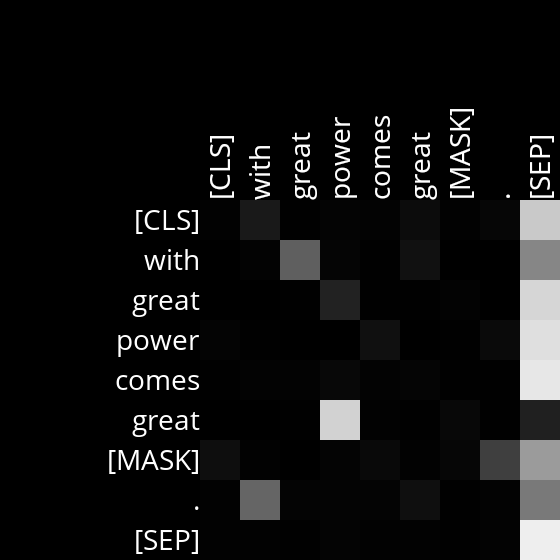 [CLS]
with
great
power
comes
great
[MASK]
.
[SEP]
[CLS]
with
great
power
comes
great
[MASK]
.
[SEP]